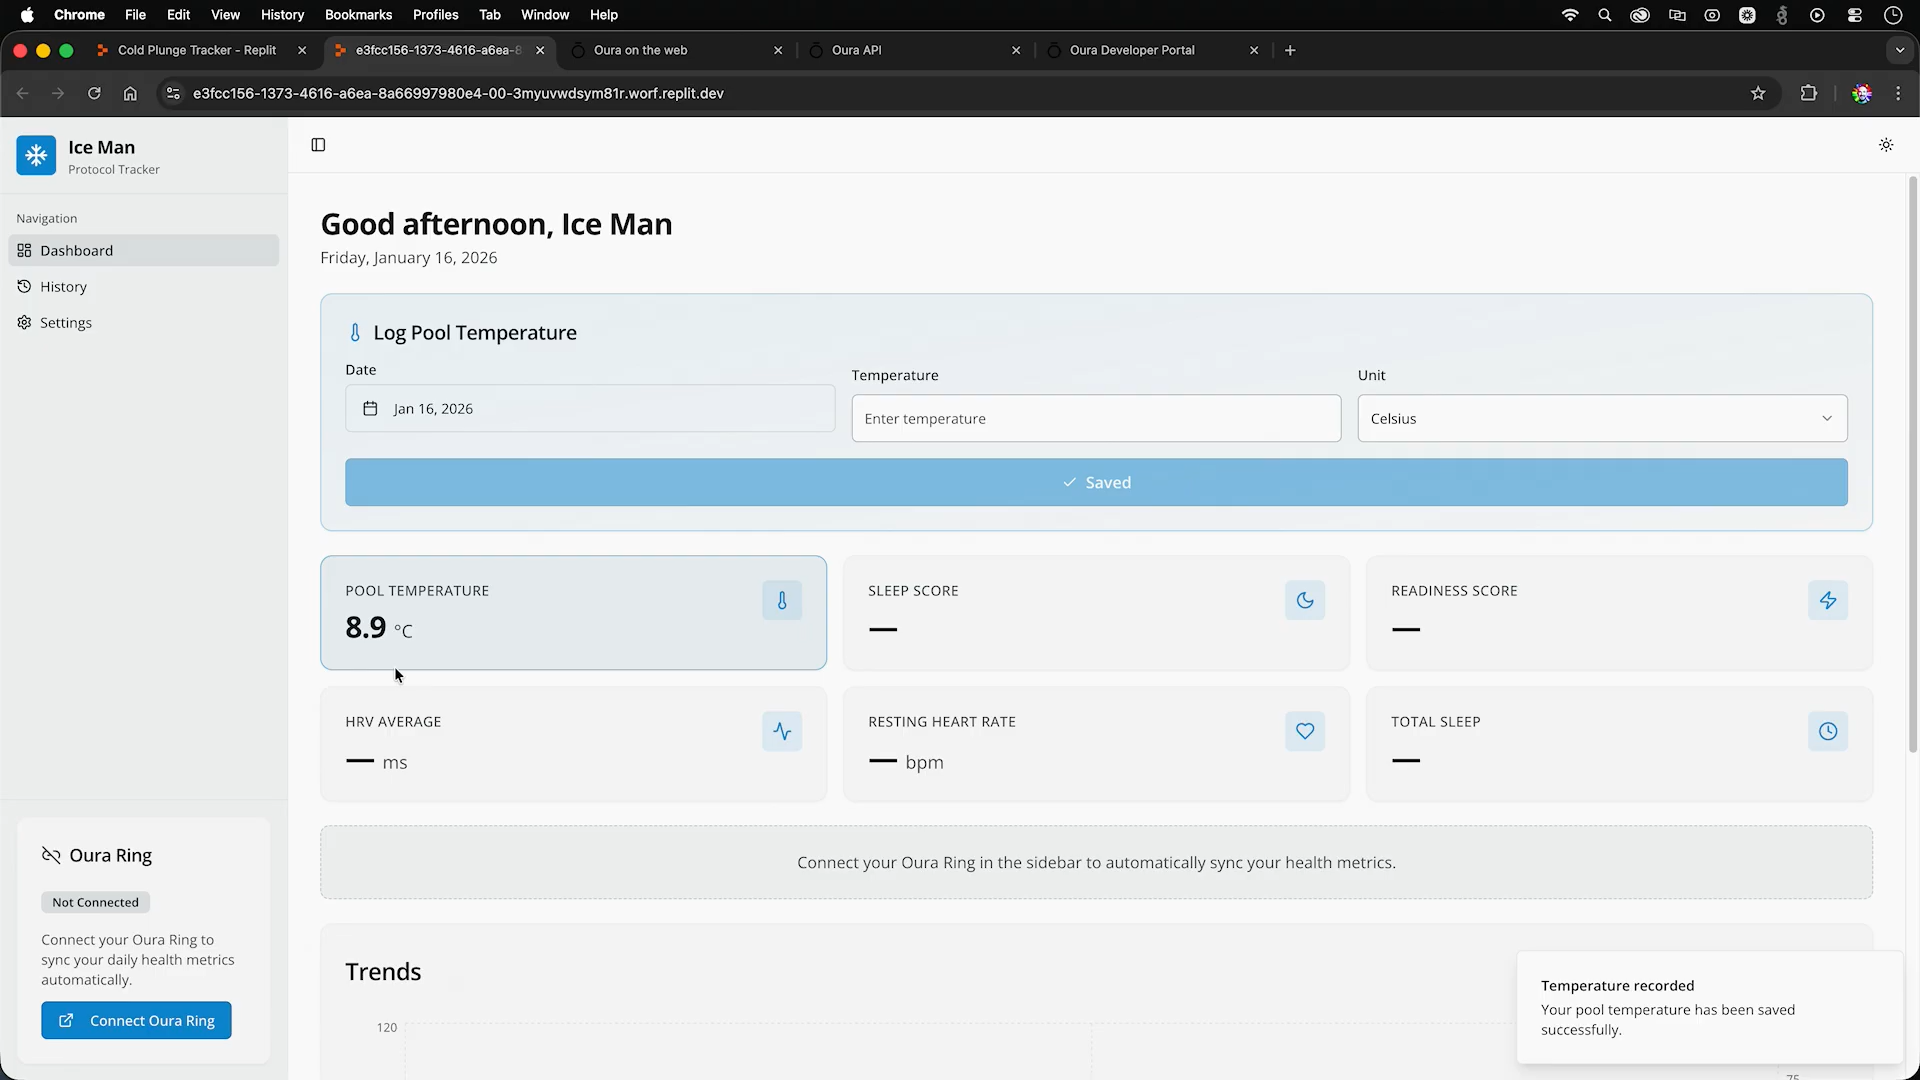 Chrome File Edit View History Bookmarks Profiles Tab Window Help
Cold Plunge Tracker - Replit
e3fcc156-1373-4616-a6ea-8
Oura on the web
Oura API
Oura Developer Portal
e3fcc156-1373-4616-a6ea-8a66997980e4-00-3myuvwdsym81r.worf.replit.dev
Ice Man
Protocol Tracker
Navigation
Dashboard
History
Settings
Good afternoon, Ice Man
Friday, January 16, 2026
Log Pool Temperature
Date
Temperature
Unit
Jan 16, 2026
Enter temperature
Celsius
Saved
POOL TEMPERATURE
8.9 °C
SLEEP SCORE
—
READINESS SCORE
—
HRV AVERAGE
— ms
RESTING HEART RATE
— bpm
TOTAL SLEEP
—
Connect your Oura Ring in the sidebar to automatically sync your health metrics.
Trends
120
75
Oura Ring
Not Connected
Connect your Oura Ring to
sync your daily health metrics
automatically.
Connect Oura Ring
Temperature recorded
Your pool temperature has been saved
successfully.